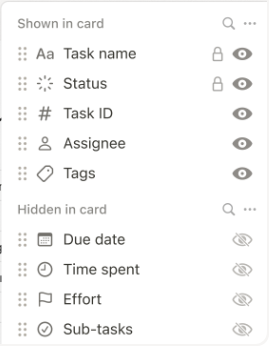 Shown in card
Aa Task name
Status
# Task ID
Assignee
Tags
Hidden in card
Due date
Time spent
Effort
Sub-tasks